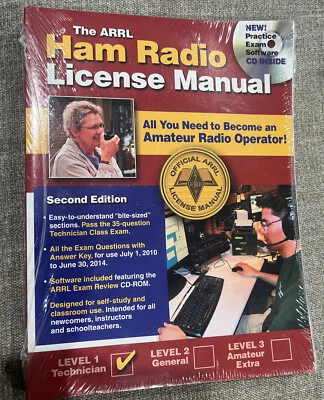 The ARRL
Ham Radio
License Manual
NEW!
Practice
Exam
Software
CD INSIDE
All You Need to Become an
Amateur Radio Operator!
OFFICIAL ARRL
LICENSE MANUAL
Second Edition
• Easy-to-understand "bite-sized"
sections. Pass the 35-question
Technician Class Exam.
• All the Exam Questions with
Answer Key, for use July 1, 2010
to June 30, 2014.
• Software included featuring the
ARRL Exam Review CD-ROM.
• Designed for self-study and
classroom use. Intended for all
newcomers, instructors
and schoolteachers.
LEVEL 1
Technician
LEVEL 2
General
LEVEL 3
Amateur
Extra